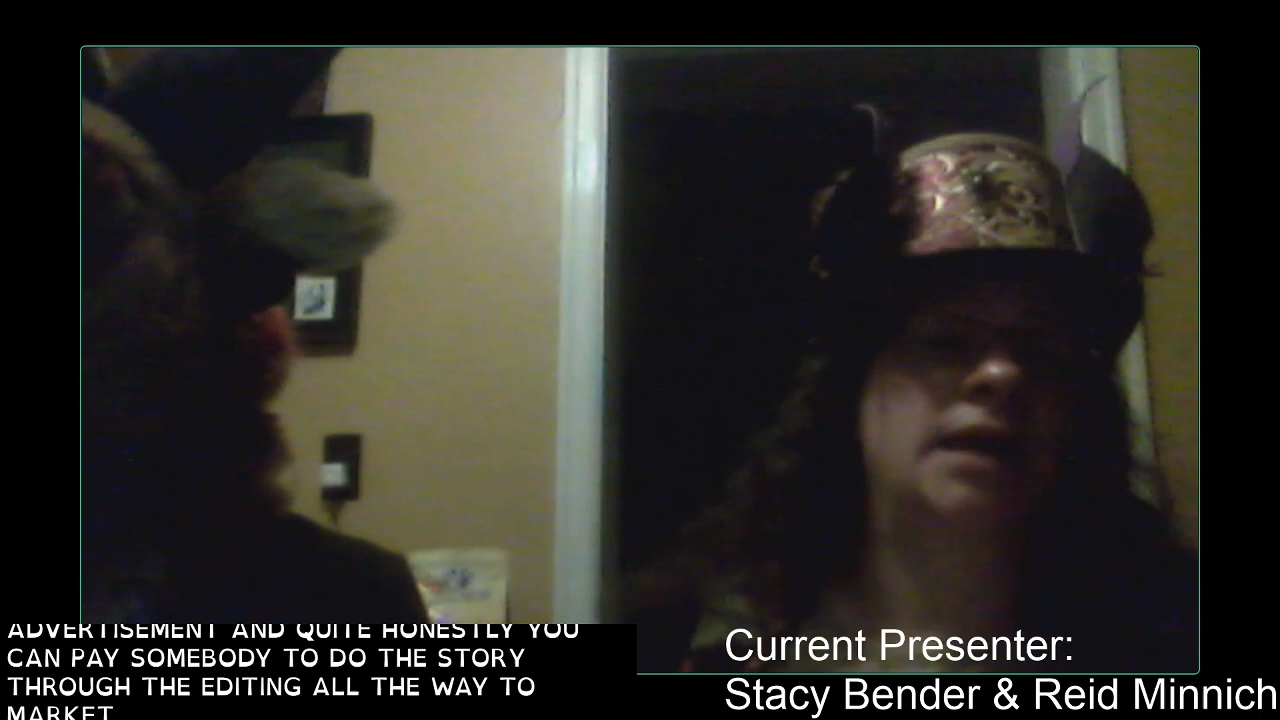 ADVERTISEMENT AND QUITE HONESTLY YOU
CAN PAY SOMEBODY TO DO THE STORY
THROUGH THE EDITING ALL THE WAY TO
MARKET
Current Presenter:
Stacy Bender & Reid Minnich